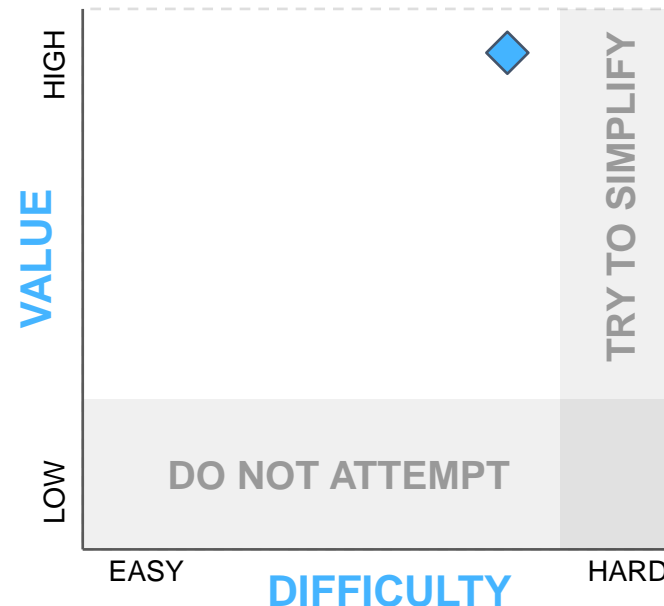 HIGH
VALUE
TRY TO SIMPLIFY
LOW
DO NOT ATTEMPT
EASY
DIFFICULTY
HARD